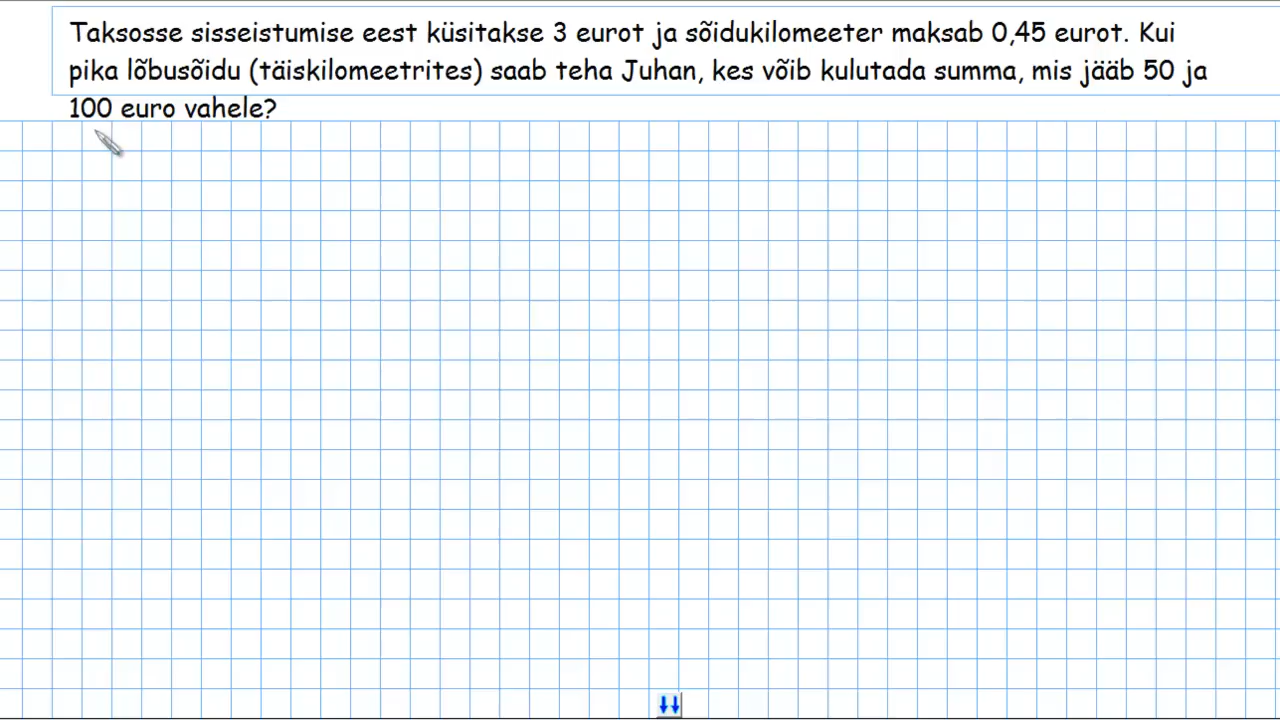 Taksosse sisseistumise eest küsitakse 3 eurot ja sõidukilomeeter maksab 0,45 eurot. Kui
pika lõbusõidu (täiskilomeetrites) saab teha Juhan, kes võib kulutada summa, mis jääb 50 ja
100 euro vahele?